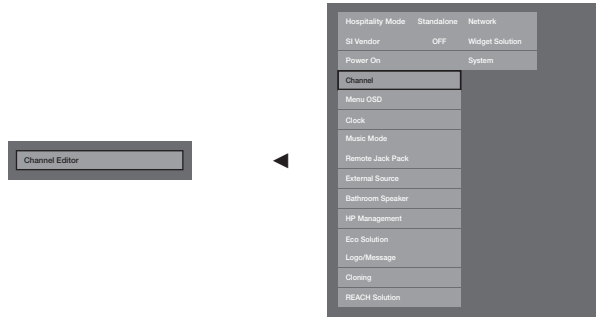 Hospitality Mode Standalone Network
SI Vendor OFF Widget Solution
Power On System
Channel
Menu OSD
Clock
Music Mode
Remote Jack Pack
External Source
Bathroom Speaker
HP Management
Eco Solution
Logo/Message
Cloning
REACH Solution
Channel Editor